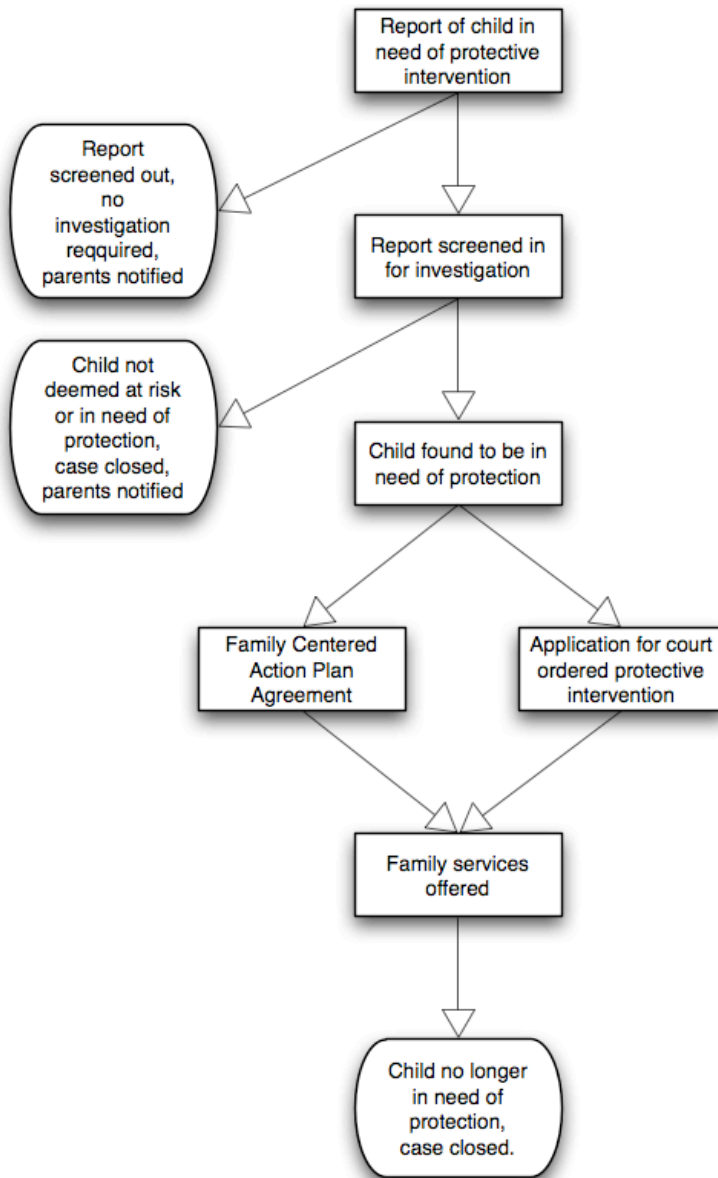 Report of child in
need of protective
intervention
Report
screened out,
no
investigation
reqquired,
parents notified
Report screened in
for investigation
Child not
deemed at risk
or in need of
protection,
case closed,
parents notified
Child found to be in
need of protection
Family Centered
Action Plan
Agreement
Application for court
ordered protective
intervention
Family services
offered
Child no longer
in need of
protection,
case closed.